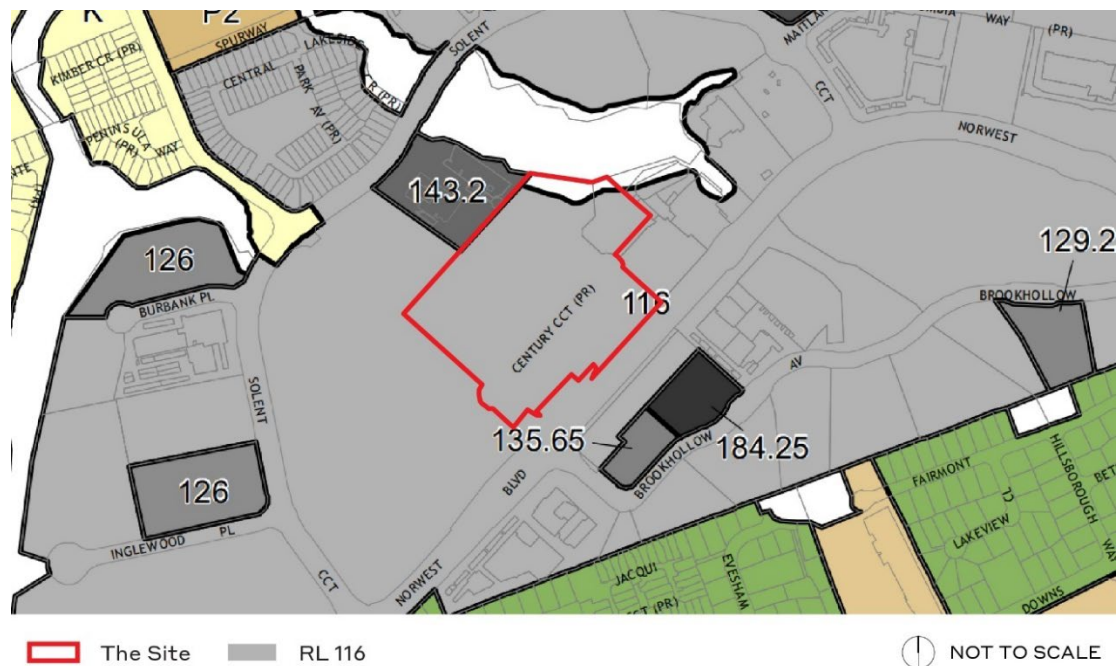 P2
SPURWAY
LAKESIDE
SOLENT
MAITLAND
WAY
(PR)
KIMBER CR (PR)
CENTRAL
PARK AV (PR)
CR (PR)
CCT
NORWEST
PENINSULA
WAY
(PR)
143.2
126
129.2
BURBANK PL
CENTURY CCT (PR)
116
BROOKHOLLOW
AV
SOLENT
135.65
184.25
126
BLVD
BROOKHOLLOW
FAIRMONT
HILLSBOROUGH
CL
LAKEVIEW
INGLEWOOD PL
CCT
NORWEST
JACQUI
EVESHAM
CT (PR)
DOWNS
The Site
RL 116
NOT TO SCALE